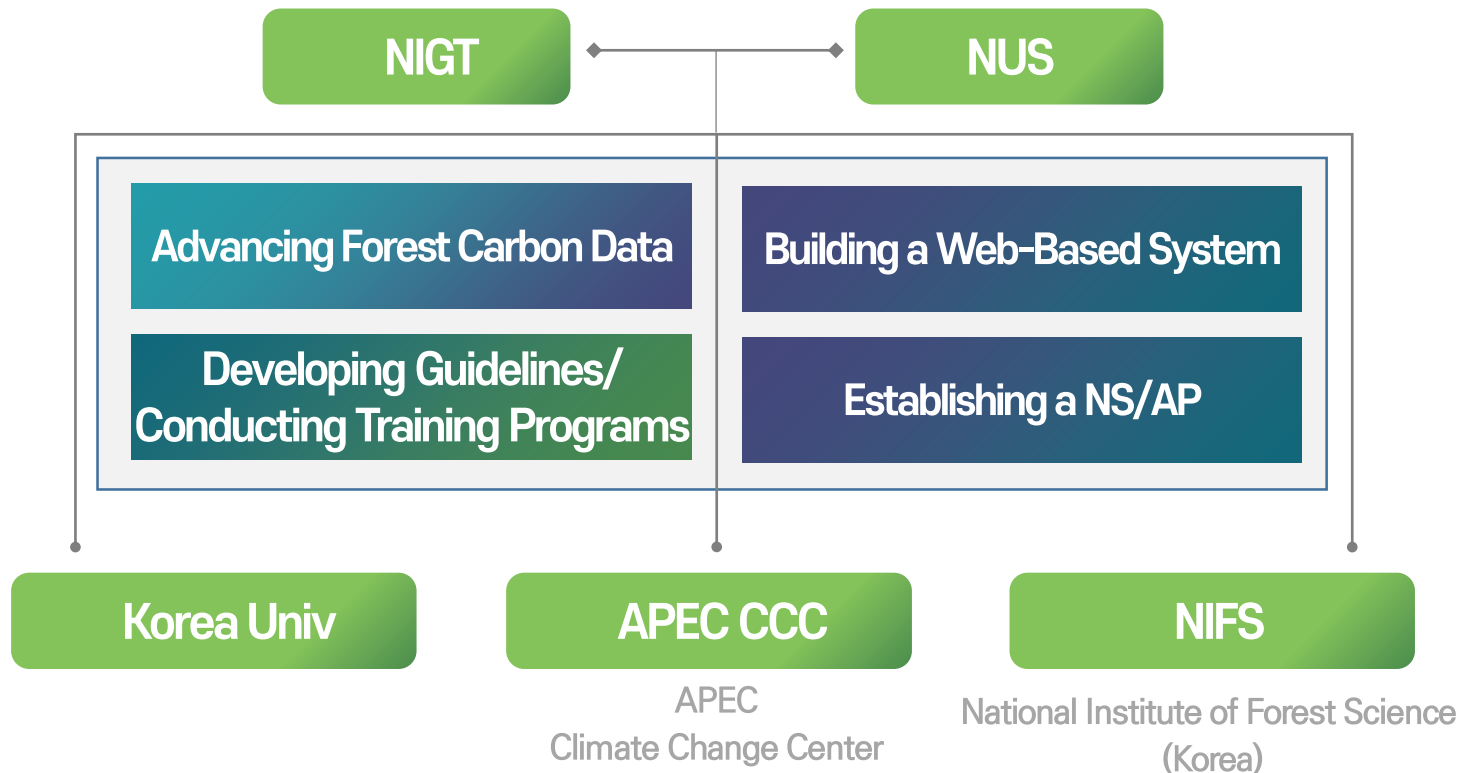 NIGT
NUS
Advancing Forest Carbon Data
Building a Web-Based System
Developing Guidelines/
Conducting Training Programs
Establishing a NS/AP
Korea Univ
APEC CCC
NIFS
APEC
Climate Change Center
National Institute of Forest Science
(Korea)